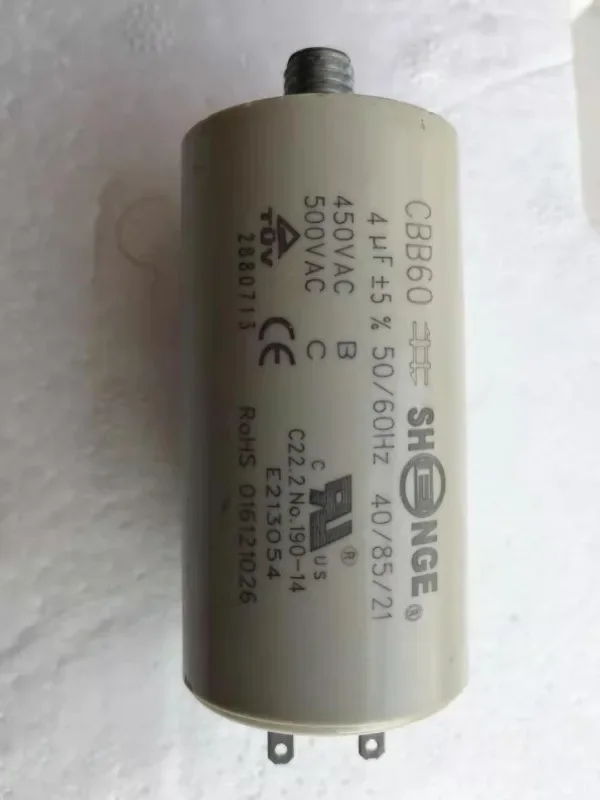 CBB60 SHENGE ®
4 μF ±5 % 50/60Hz 40/85/21
450VAC B
500VAC C
TÜV
2880713
CE
C RU US ®
C22.2 No.190-14
E213054
RoHS 016121026